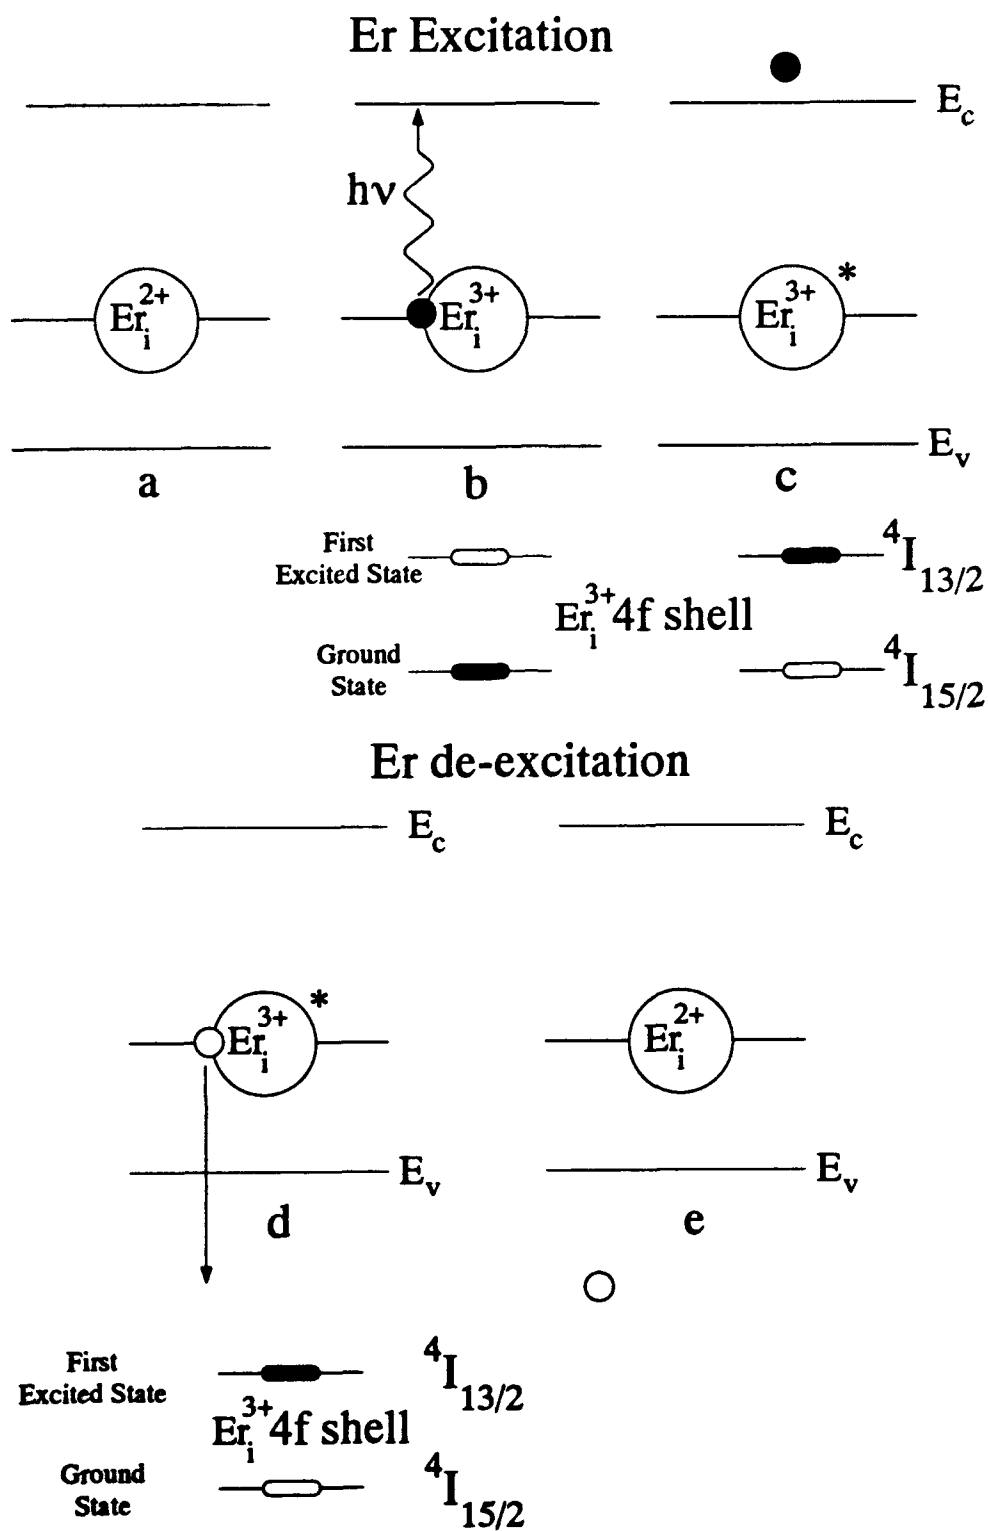 Er Excitation
E_c
hν
Er_i^2+
Er_i^3+
Er_i^3+ *
E_v
a
b
c
First
Excited State
^4I_13/2
Er_i^3+ 4f shell
Ground
State
^4I_15/2
Er de-excitation
E_c
E_c
Er_i^3+ *
Er_i^2+
E_v
E_v
d
e
First
Excited State
^4I_13/2
Er_i^3+ 4f shell
Ground
State
^4I_15/2